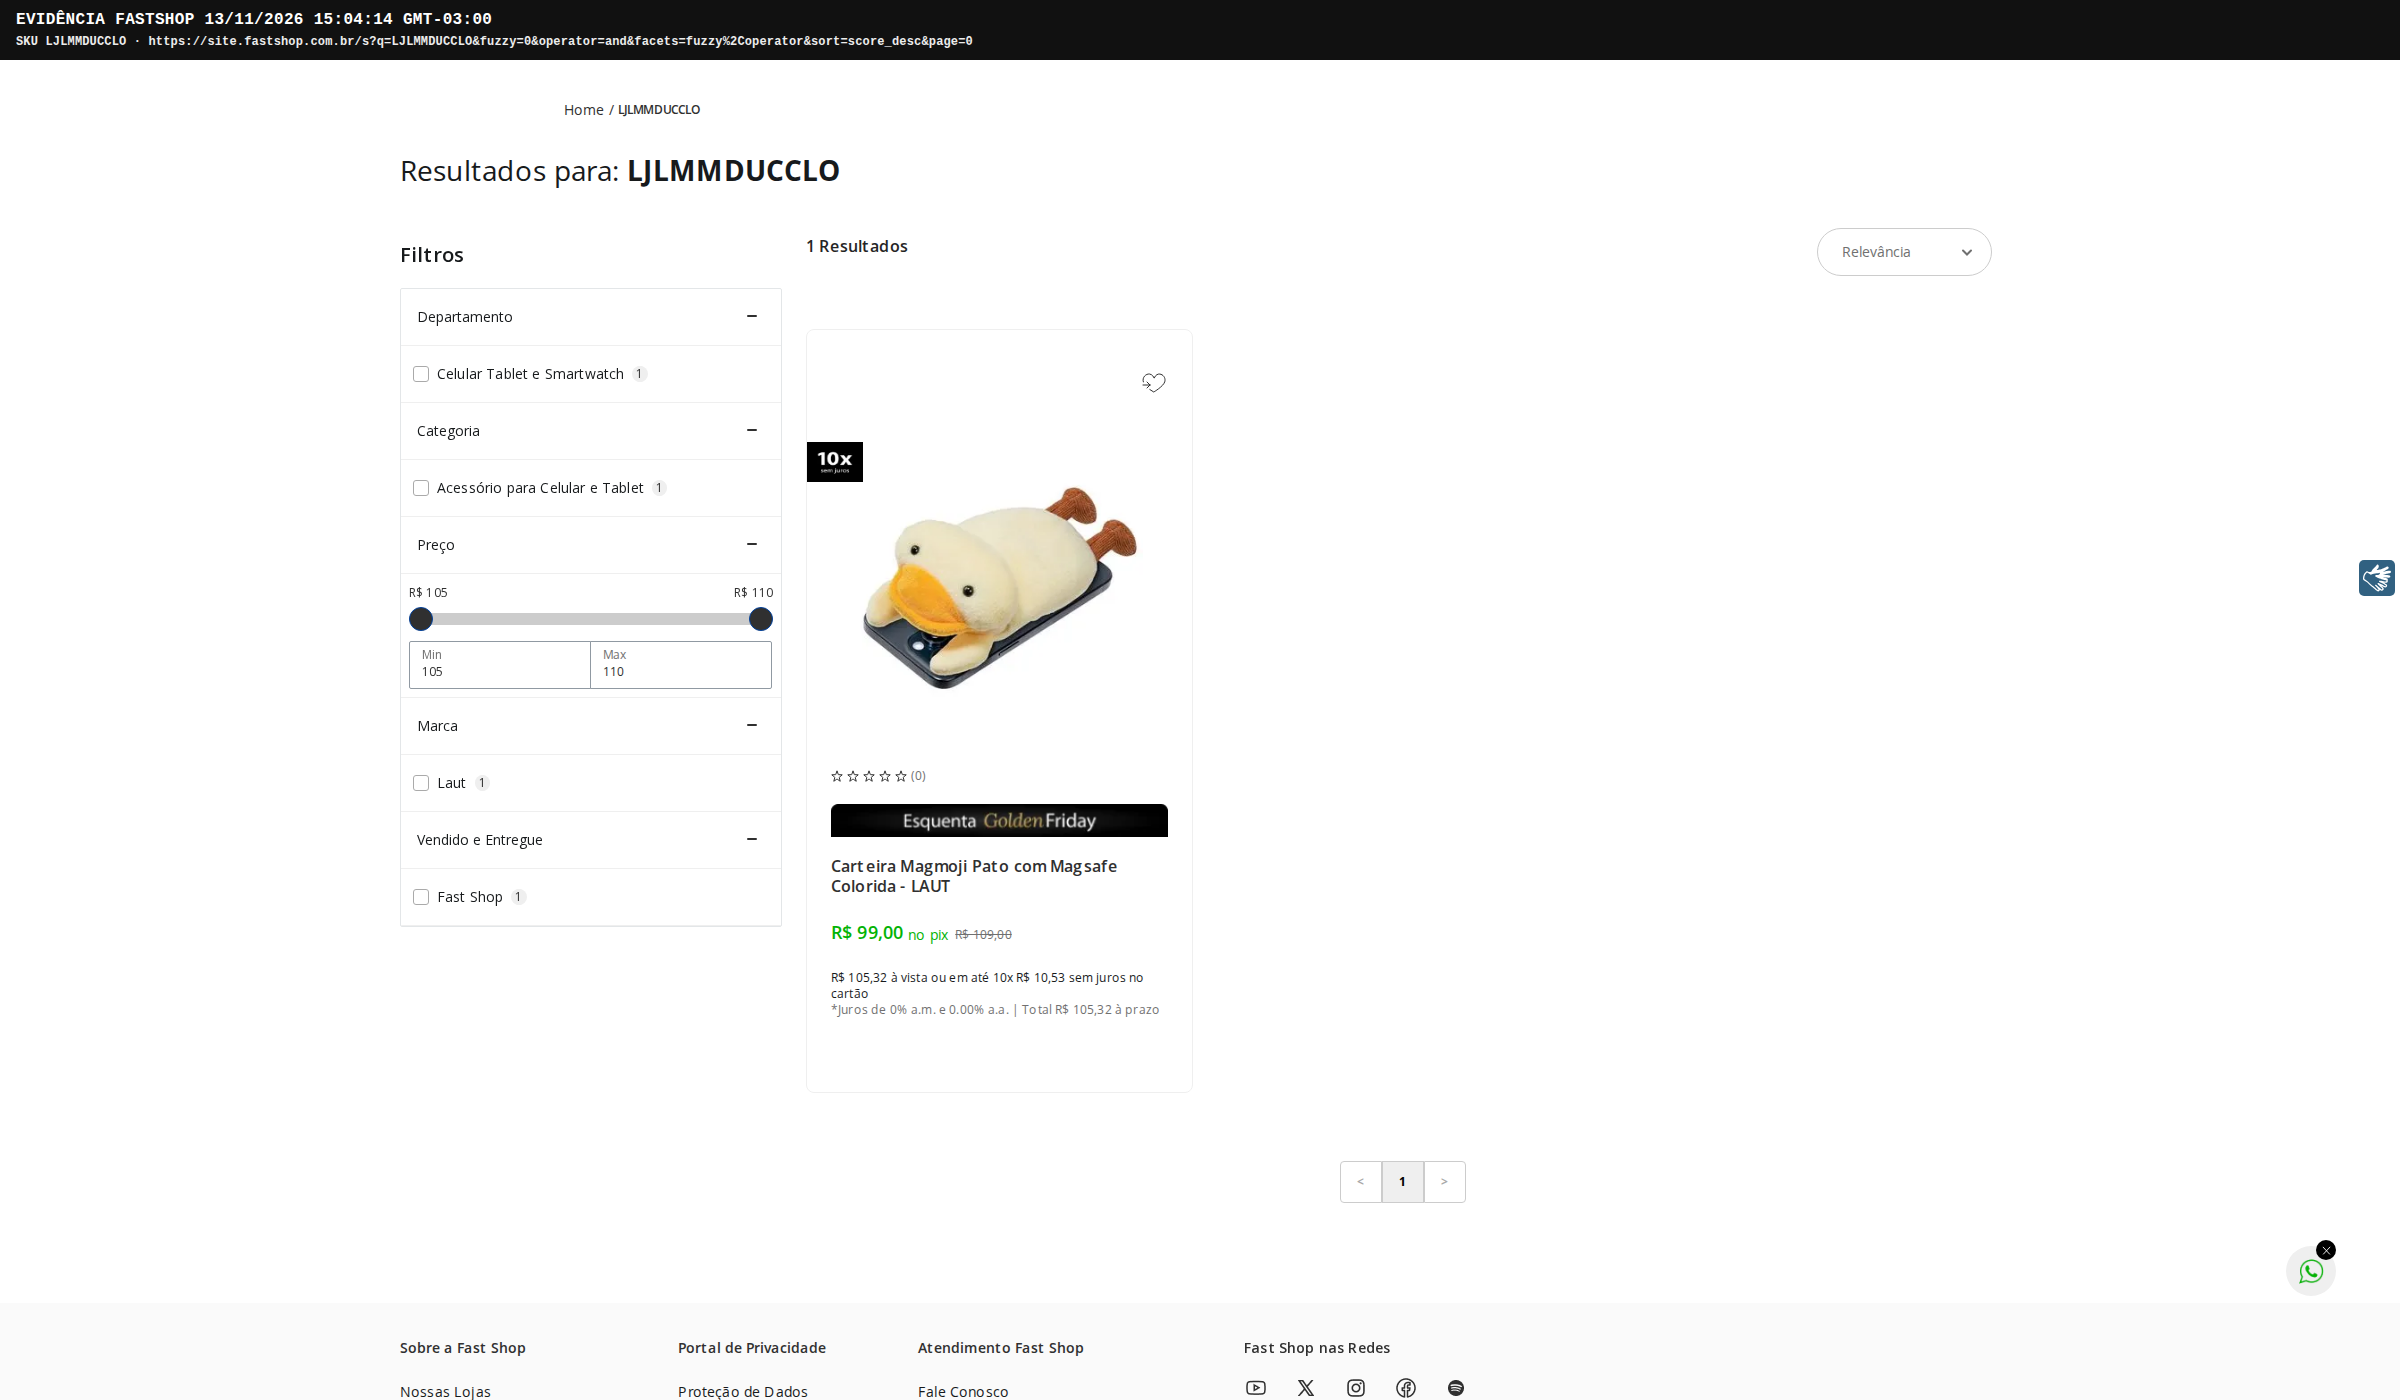 EVIDÊNCIA FASTSHOP 13/11/2026 15:04:14 GMT-03:00
SKU LJLMMDUCCLO · https://site.fastshop.com.br/s?q=LJLMMDUCCLO&fuzzy=0&operator=and&facets=fuzzy%2Coperator&sort=score_desc&page=0
Home / LJLMMDUCCLO
Resultados para: LJLMMDUCCLO
Filtros
1 Resultados
Relevância
Departamento
Celular Tablet e Smartwatch 1
Categoria
Acessório para Celular e Tablet 1
Preço
R$ 105
R$ 110
Min
105
Max
110
Marca
Laut 1
Vendido e Entregue
Fast Shop 1
10x
sem juros
(0)
Esquenta Golden Friday
Carteira Magmoji Pato com Magsafe
Colorida - LAUT
R$ 99,00 no pix R$ 109,00
R$ 105,32 à vista ou em até 10x R$ 10,53 sem juros no
cartão
*Juros de 0% a.m. e 0.00% a.a. | Total R$ 105,32 à prazo
< 1 >
Sobre a Fast Shop
Portal de Privacidade
Atendimento Fast Shop
Fast Shop nas Redes
Nossas Lojas
Proteção de Dados
Fale Conosco